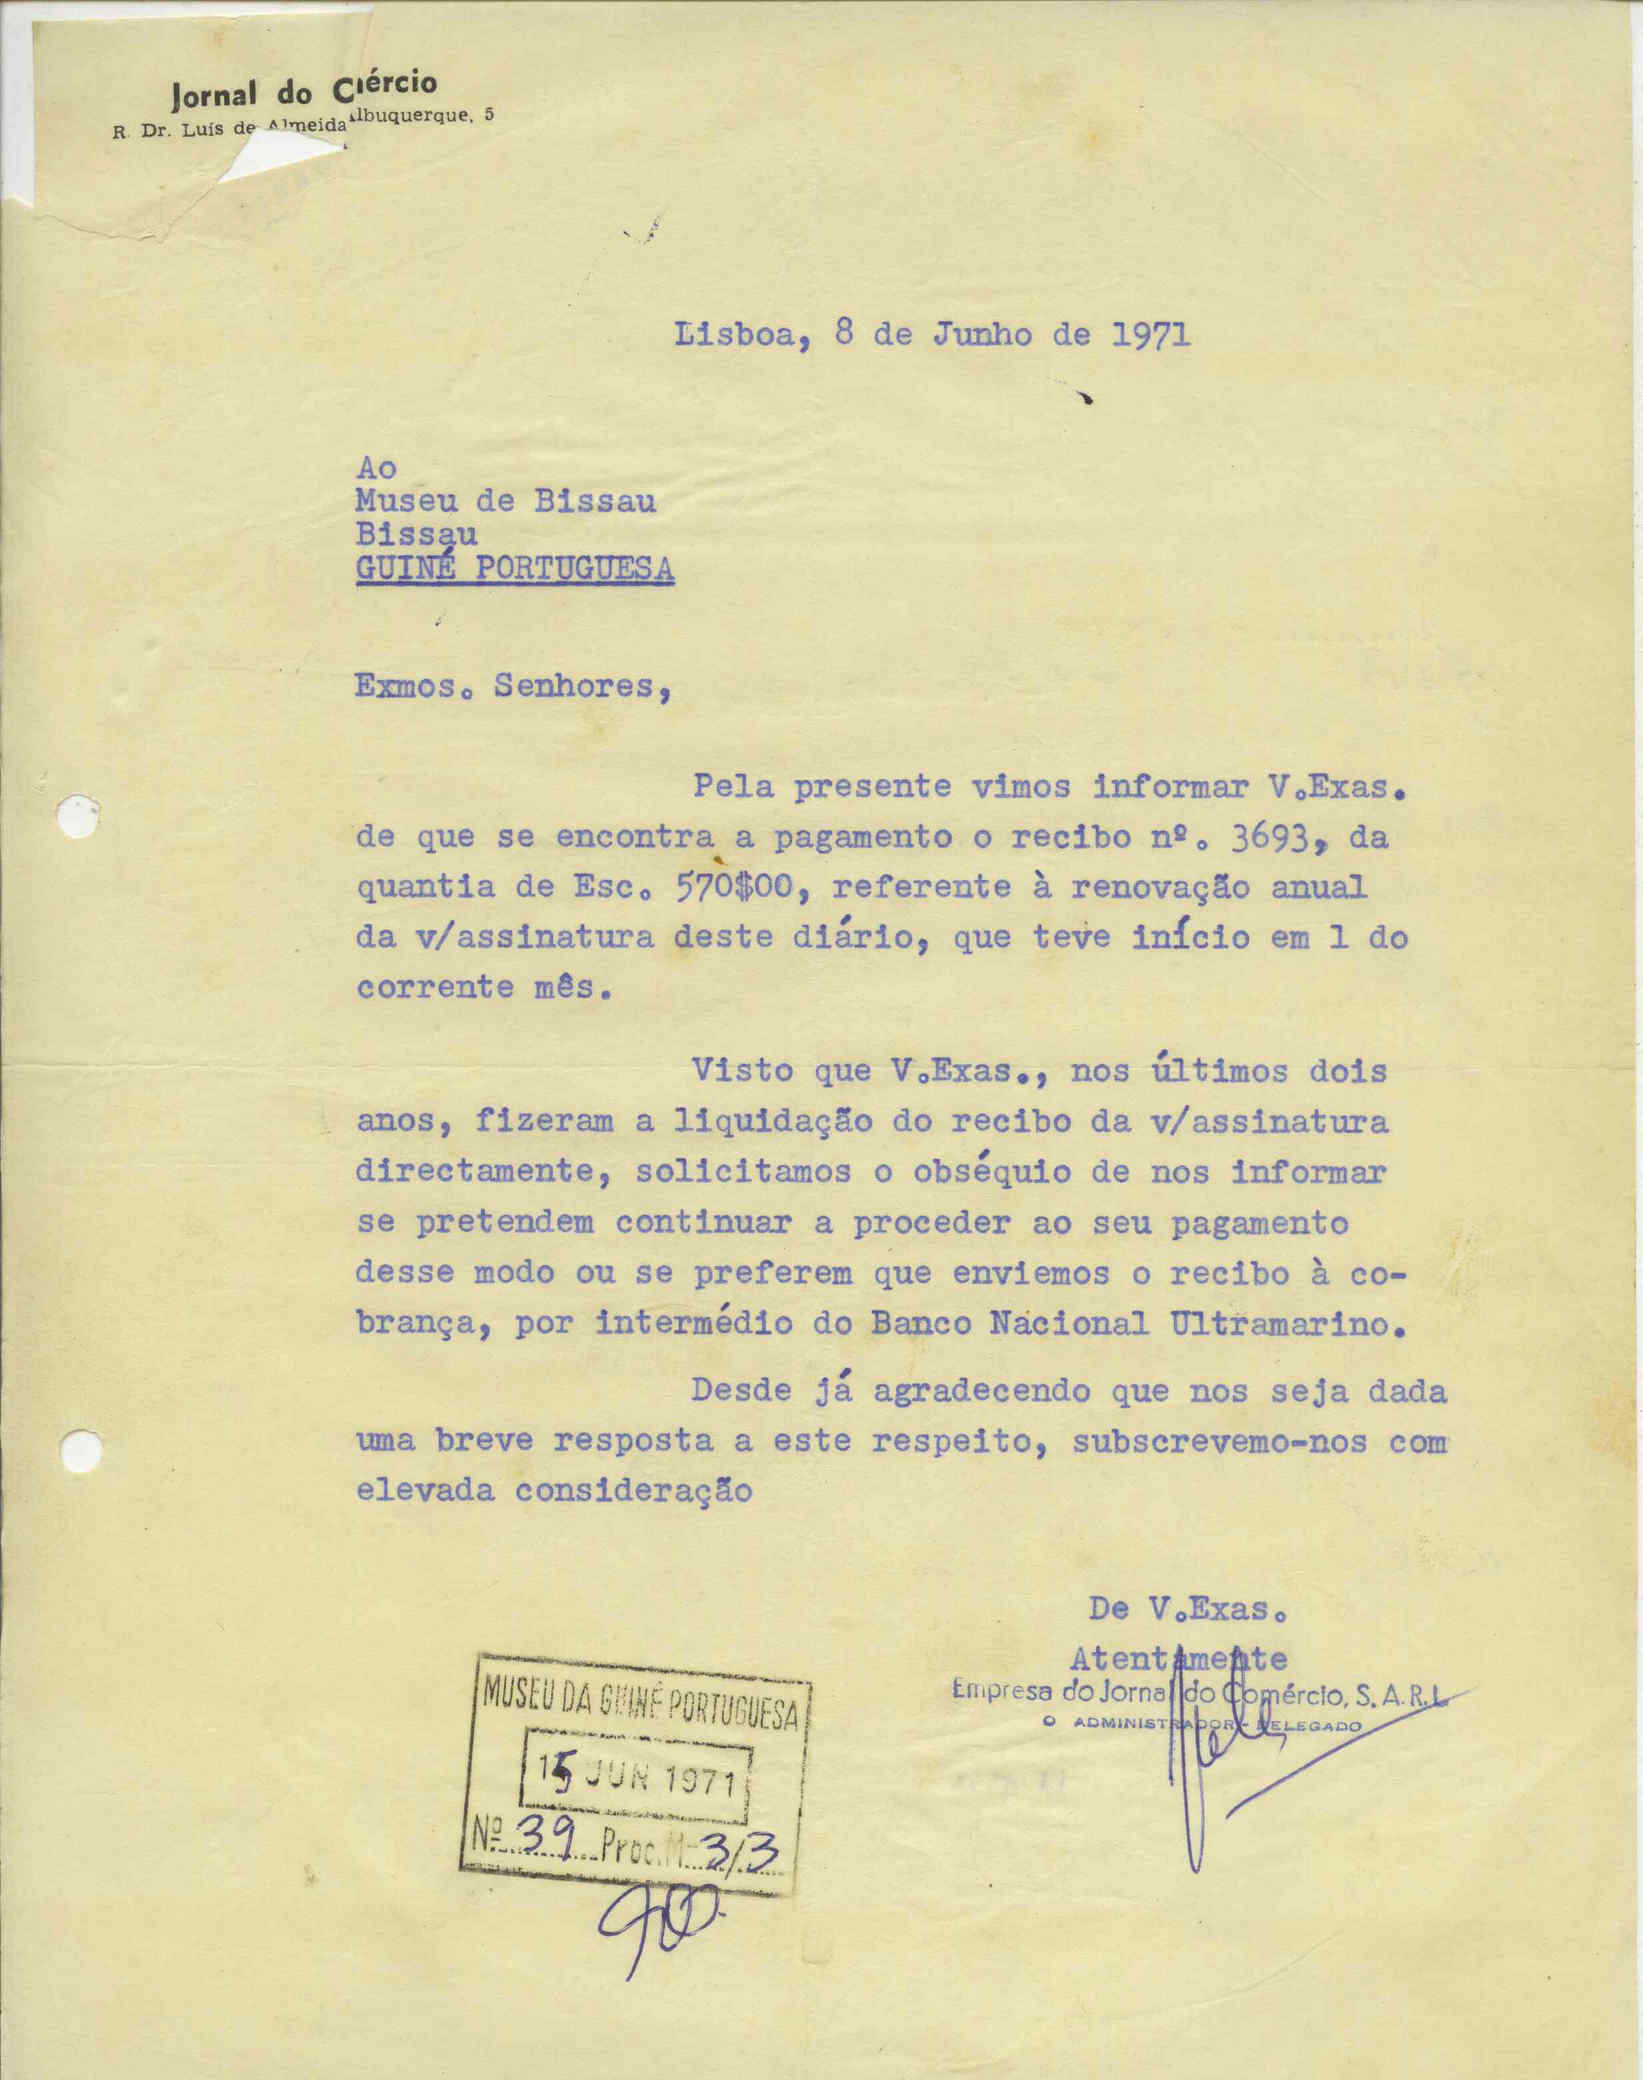 Jornal do C ércio
R. Dr. Luís de Almeida Albuquerque, 5
Lisboa, 8 de Junho de 1971
Ao
Museu de Bissau
Bissau
GUINÉ PORTUGUESA
Exmos. Senhores,
Pela presente vimos informar V.Exas.
de que se encontra a pagamento o recibo nº. 3693, da
quantia de Esc. 570$00, referente à renovação anual
da v/assinatura deste diário, que teve início em 1 do
corrente mês.
Visto que V.Exas., nos últimos dois
anos, fizeram a liquidação do recibo da v/assinatura
directamente, solicitamos o obséquio de nos informar
se pretendem continuar a proceder ao seu pagamento
desse modo ou se preferem que enviemos o recibo à co-
brança, por intermédio do Banco Nacional Ultramarino.
Desde já agradecendo que nos seja dada
uma breve resposta a este respeito, subscrevemo-nos com
elevada consideração
De V.Exas.
Atentamente
Empresa do Jornal do Comércio, S.A.R.L
O ADMINISTRADOR-DELEGADO
MUSEU DA GUINÉ PORTUGUESA
15 JUN 1971
Nº 39 Proc. M- 3/3